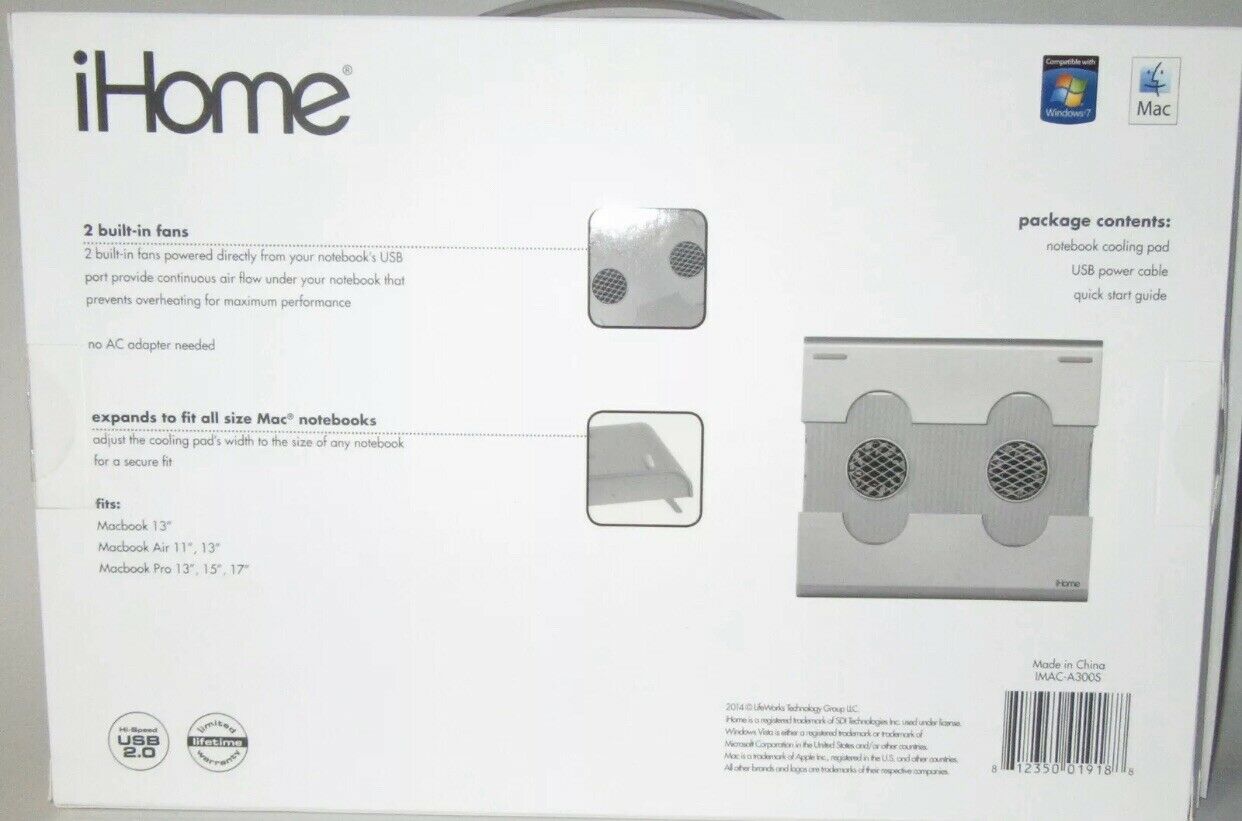 iHome®
Compatible with
Windows 7
Mac
2 built-in fans
2 built-in fans powered directly from your notebook's USB
port provide continuous air flow under your notebook that
prevents overheating for maximum performance
no AC adapter needed
expands to fit all size Mac® notebooks
adjust the cooling pad's width to the size of any notebook
for a secure fit
fits:
Macbook 13"
Macbook Air 11", 13"
Macbook Pro 13", 15", 17"
package contents:
notebook cooling pad
USB power cable
quick start guide
iHome
Hi-Speed
USB
2.0
limited
lifetime
warranty
2014 © LifeWorks Technology Group LLC.
iHome is a registered trademark of SDI Technologies Inc. used under license.
Windows Vista is either a registered trademark or trademark of
Microsoft Corporation in the United States and/or other countries.
Mac is a trademark of Apple Inc., registered in the U.S. and other countries.
All other brands and logos are trademarks of their respective companies.
Made in China
IMAC-A300S
8 12350 01918 8